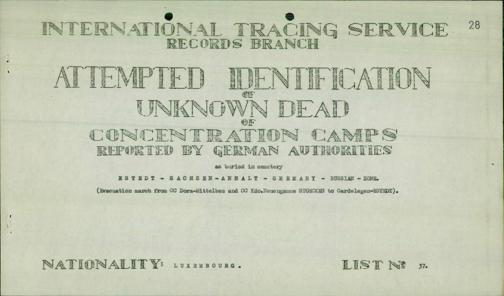 28
INTERNATIONAL TRACING SERVICE
RECORDS BRANCH
ATTEMPTED IDENTIFICATION
OF
UNKNOWN DEAD
OF
CONCENTRATION CAMPS
REPORTED BY GERMAN AUTHORITIES
as buried in cemetery
ESTEDT - SACHSEN-ANHALT - GERMANY - RUSSIAN - ZONE.
(Evacuation march from CC Dora-Mittelbau and CC Kdo. to Gardelegen-ESTEDT).
NATIONALITY: LUXEMBOURG.
LIST No 37.